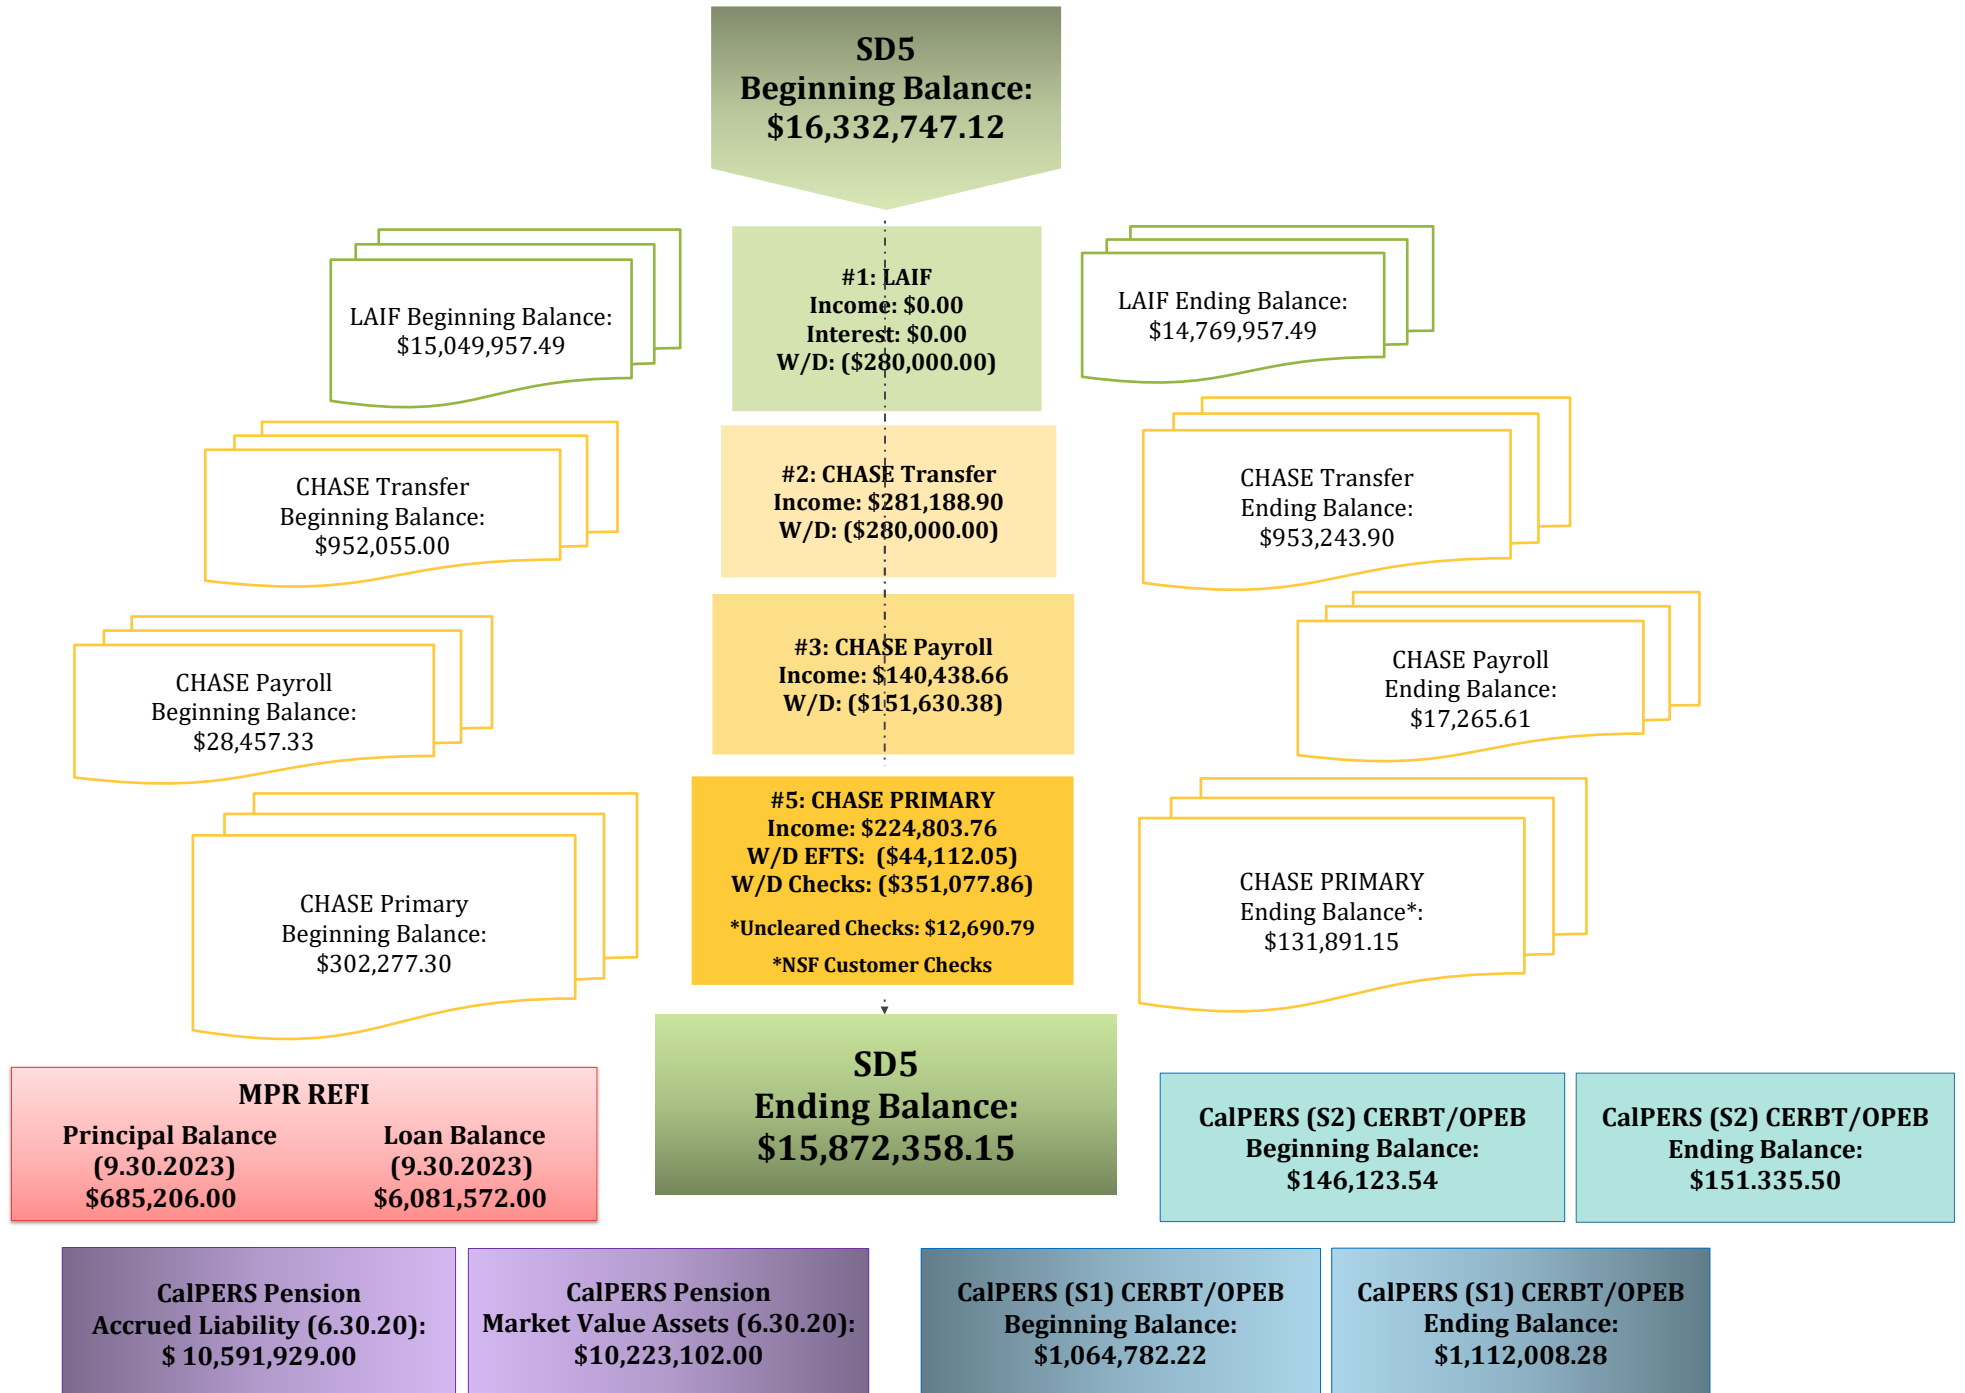 SD5
Beginning Balance:
$16,332,747.12
LAIF Beginning Balance:
$15,049,957.49
#1: LAIF
Income: $0.00
Interest: $0.00
W/D: ($280,000.00)
LAIF Ending Balance:
$14,769,957.49
CHASE Transfer
Beginning Balance:
$952,055.00
#2: CHASE Transfer
Income: $281,188.90
W/D: ($280,000.00)
CHASE Transfer
Ending Balance:
$953,243.90
CHASE Payroll
Beginning Balance:
$28,457.33
#3: CHASE Payroll
Income: $140,438.66
W/D: ($151,630.38)
CHASE Payroll
Ending Balance:
$17,265.61
CHASE Primary
Beginning Balance:
$302,277.30
#5: CHASE PRIMARY
Income: $224,803.76
W/D EFTS: ($44,112.05)
W/D Checks: ($351,077.86)
*Uncleared Checks: $12,690.79
*NSF Customer Checks
CHASE PRIMARY
Ending Balance*:
$131,891.15
SD5
Ending Balance:
$15,872,358.15
MPR REFI
Principal Balance
(9.30.2023)
$685,206.00
Loan Balance
(9.30.2023)
$6,081,572.00
CalPERS (S2) CERBT/OPEB
Beginning Balance:
$146,123.54
CalPERS (S2) CERBT/OPEB
Ending Balance:
$151.335.50
CalPERS Pension
Accrued Liability (6.30.20):
$ 10,591,929.00
CalPERS Pension
Market Value Assets (6.30.20):
$10,223,102.00
CalPERS (S1) CERBT/OPEB
Beginning Balance:
$1,064,782.22
CalPERS (S1) CERBT/OPEB
Ending Balance:
$1,112,008.28